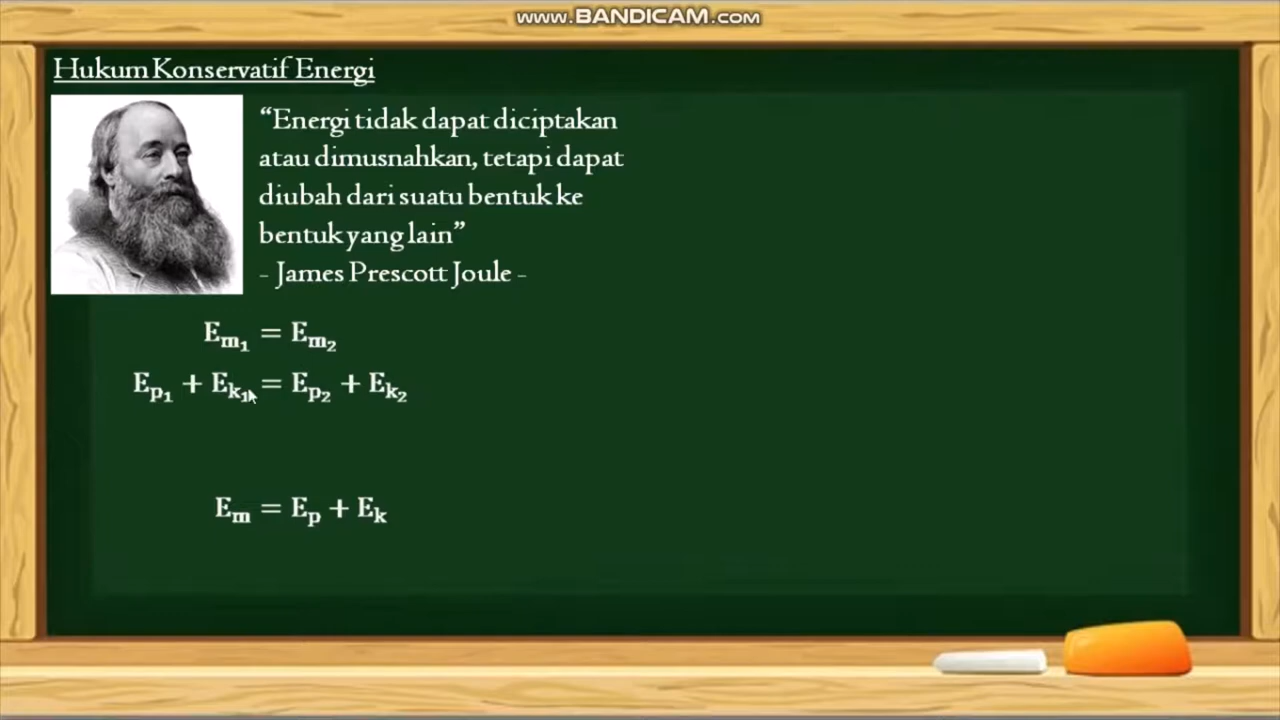 www.BANDICAM.com
Hukum Konservatif Energi
“Energi tidak dapat diciptakan
atau dimusnahkan, tetapi dapat
diubah dari suatu bentuk ke
bentuk yang lain”
- James Prescott Joule -
Eₘ₁ = Eₘ₂
Eₚ₁ + Eₖ₁ = Eₚ₂ + Eₖ₂
Eₘ = Eₚ + Eₖ